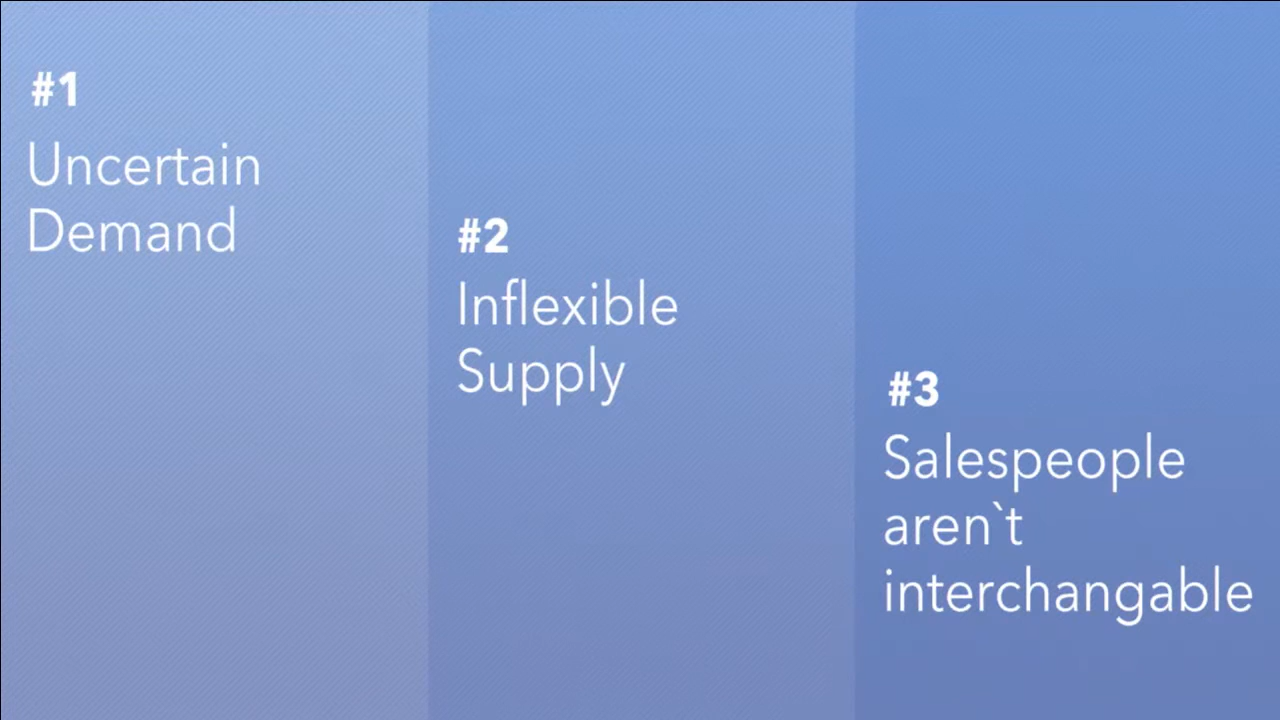 #1
Uncertain
Demand
#2
Inflexible
Supply
#3
Salespeople
aren`t
interchangable